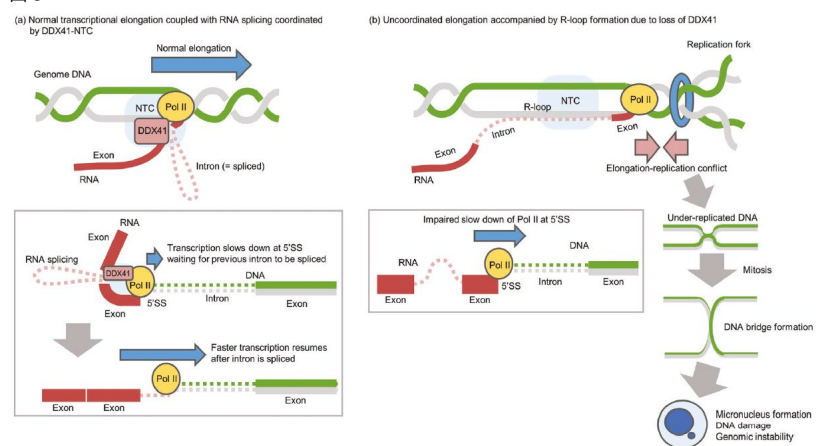 (a) Normal transcriptional elongation coupled with RNA splicing coordinated
by DDX41-NTC
Normal elongation
Genome DNA
NTC
Pol II
DDX41
Exon
RNA
Intron (= spliced)
RNA
Exon
RNA splicing
Transcription slows down at 5'SS
waiting for previous intron to be spliced
DDX41
Pol II
DNA
5'SS
Intron
Exon
Exon
Faster transcription resumes
after intron is spliced
Pol II
Exon
Exon
Exon
(b) Uncoordinated elongation accompanied by R-loop formation due to loss of DDX41
Replication fork
NTC
Pol II
R-loop
Intron
Exon
Exon
RNA
Elongation-replication conflict
Impaired slow down of Pol II at 5'SS
DNA
RNA
Pol II
5'SS
Intron
Exon
Exon
Exon
Under-replicated DNA
Mitosis
DNA bridge formation
Micronucleus formation
DNA damage
Genomic instability